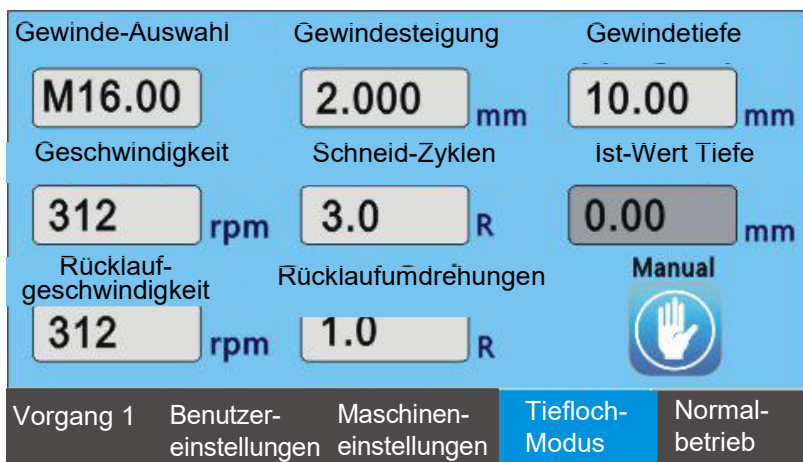 Gewinde-Auswahl Gewindesteigung Gewindetiefe
M16.00 2.000 mm 10.00 mm
Geschwindigkeit Schneid-Zyklen Ist-Wert Tiefe
312 rpm 3.0 R 0.00 mm
Rücklauf-
geschwindigkeit Rücklaufumdrehungen Manual
312 rpm 1.0 R
Vorgang 1 Benutzer- Maschinen- Tiefloch- Normal-
einstellungen einstellungen Modus betrieb